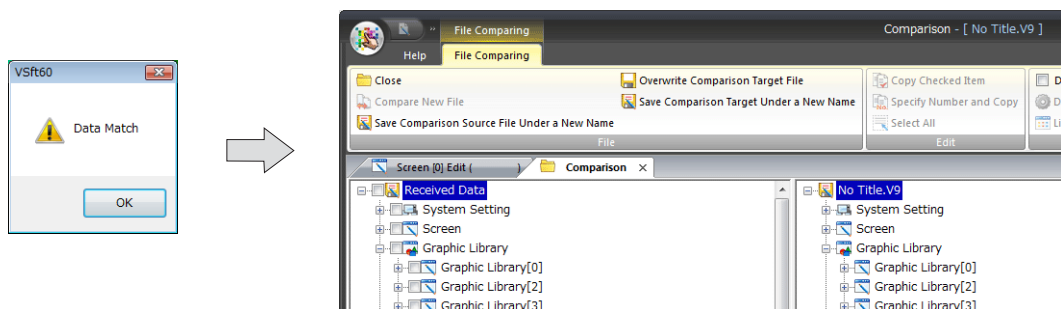 VSft60
Data Match
OK
File Comparing
Comparison - [ No Title.V9 ]
Help File Comparing
Close
Overwrite Comparison Target File
Copy Checked Item
D
Compare New File
Save Comparison Target Under a New Name
Specify Number and Copy
D
Save Comparison Source File Under a New Name
Select All
Li
File
Edit
Screen [0] Edit ( )
Comparison
Received Data
System Setting
Screen
Graphic Library
Graphic Library[0]
Graphic Library[2]
Graphic Library[3]
No Title.V9
System Setting
Screen
Graphic Library
Graphic Library[0]
Graphic Library[2]
Graphic Library[3]